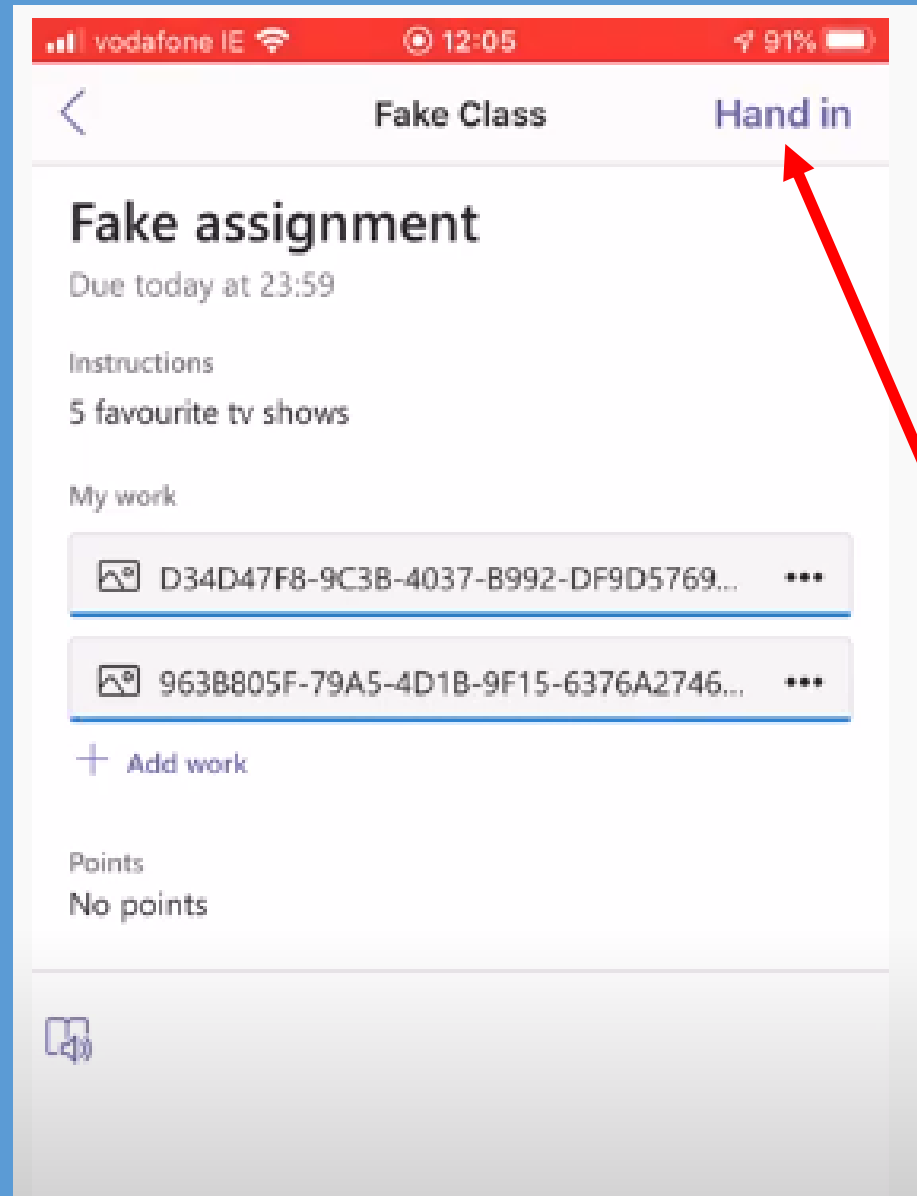 vodafone IE 12:05 91%
Fake Class Hand in
Fake assignment
Due today at 23:59
Instructions
5 favourite tv shows
My work
D34D47F8-9C3B-4037-B992-DF9D5769...
963B805F-79A5-4D1B-9F15-6376A2746...
Add work
Points
No points